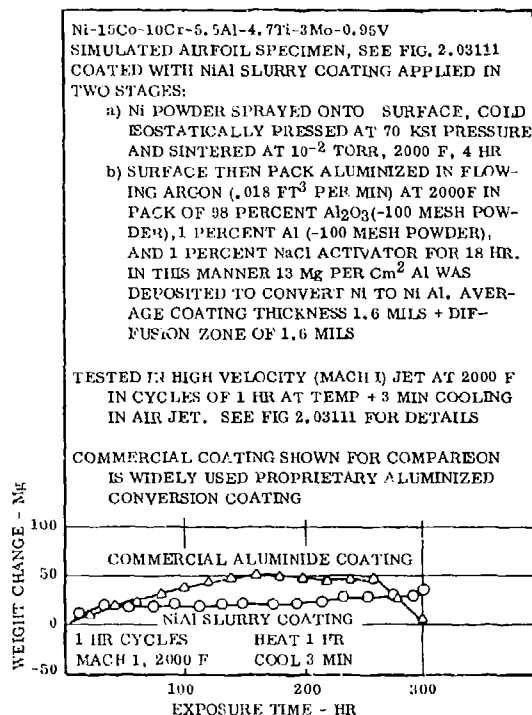 Ni-15Co-10Cr-5.5Al-4.7Ti-3Mo-0.95V
SIMULATED AIRFOIL SPECIMEN, SEE FIG. 2.03111
COATED WITH NiAl SLURRY COATING APPLIED IN
TWO STAGES:
a) Ni POWDER SPRAYED ONTO SURFACE, COLD
ISOSTATICALLY PRESSED AT 70 KSI PRESSURE
AND SINTERED AT 10-2 TORR, 2000 F, 4 HR
b) SURFACE THEN PACK ALUMINIZED IN FLOW-
ING ARGON (.018 FT3 PER MIN) AT 2000F IN
PACK OF 98 PERCENT Al2O3(-100 MESH POW-
DER), 1 PERCENT Al (-100 MESH POWDER),
AND 1 PERCENT NaCl ACTIVATOR FOR 18 HR.
IN THIS MANNER 13 Mg PER Cm2 Al WAS
DEPOSITED TO CONVERT Ni TO Ni Al. AVER-
AGE COATING THICKNESS 1.6 MILS + DIF-
FUSION ZONE OF 1.6 MILS
TESTED IN HIGH VELOCITY (MACH I) JET AT 2000 F
IN CYCLES OF 1 HR AT TEMP + 3 MIN COOLING
IN AIR JET. SEE FIG 2.03111 FOR DETAILS
COMMERCIAL COATING SHOWN FOR COMPARISON
IS WIDELY USED PROPRIETARY ALUMINIZED
CONVERSION COATING
WEIGHT CHANGE - Mg
100
50
0
-50
COMMERCIAL ALUMINIDE COATING
NiAl SLURRY COATING
1 HR CYCLES HEAT 1 HR
MACH 1, 2000 F COOL 3 MIN
100 200 300 400
EXPOSURE TIME - HR